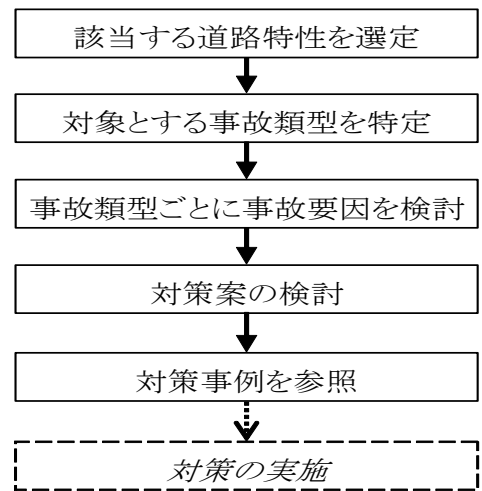 該当する道路特性を選定
対象とする事故類型を特定
事故類型ごとに事故要因を検討
対策案の検討
対策事例を参照
対策の実施